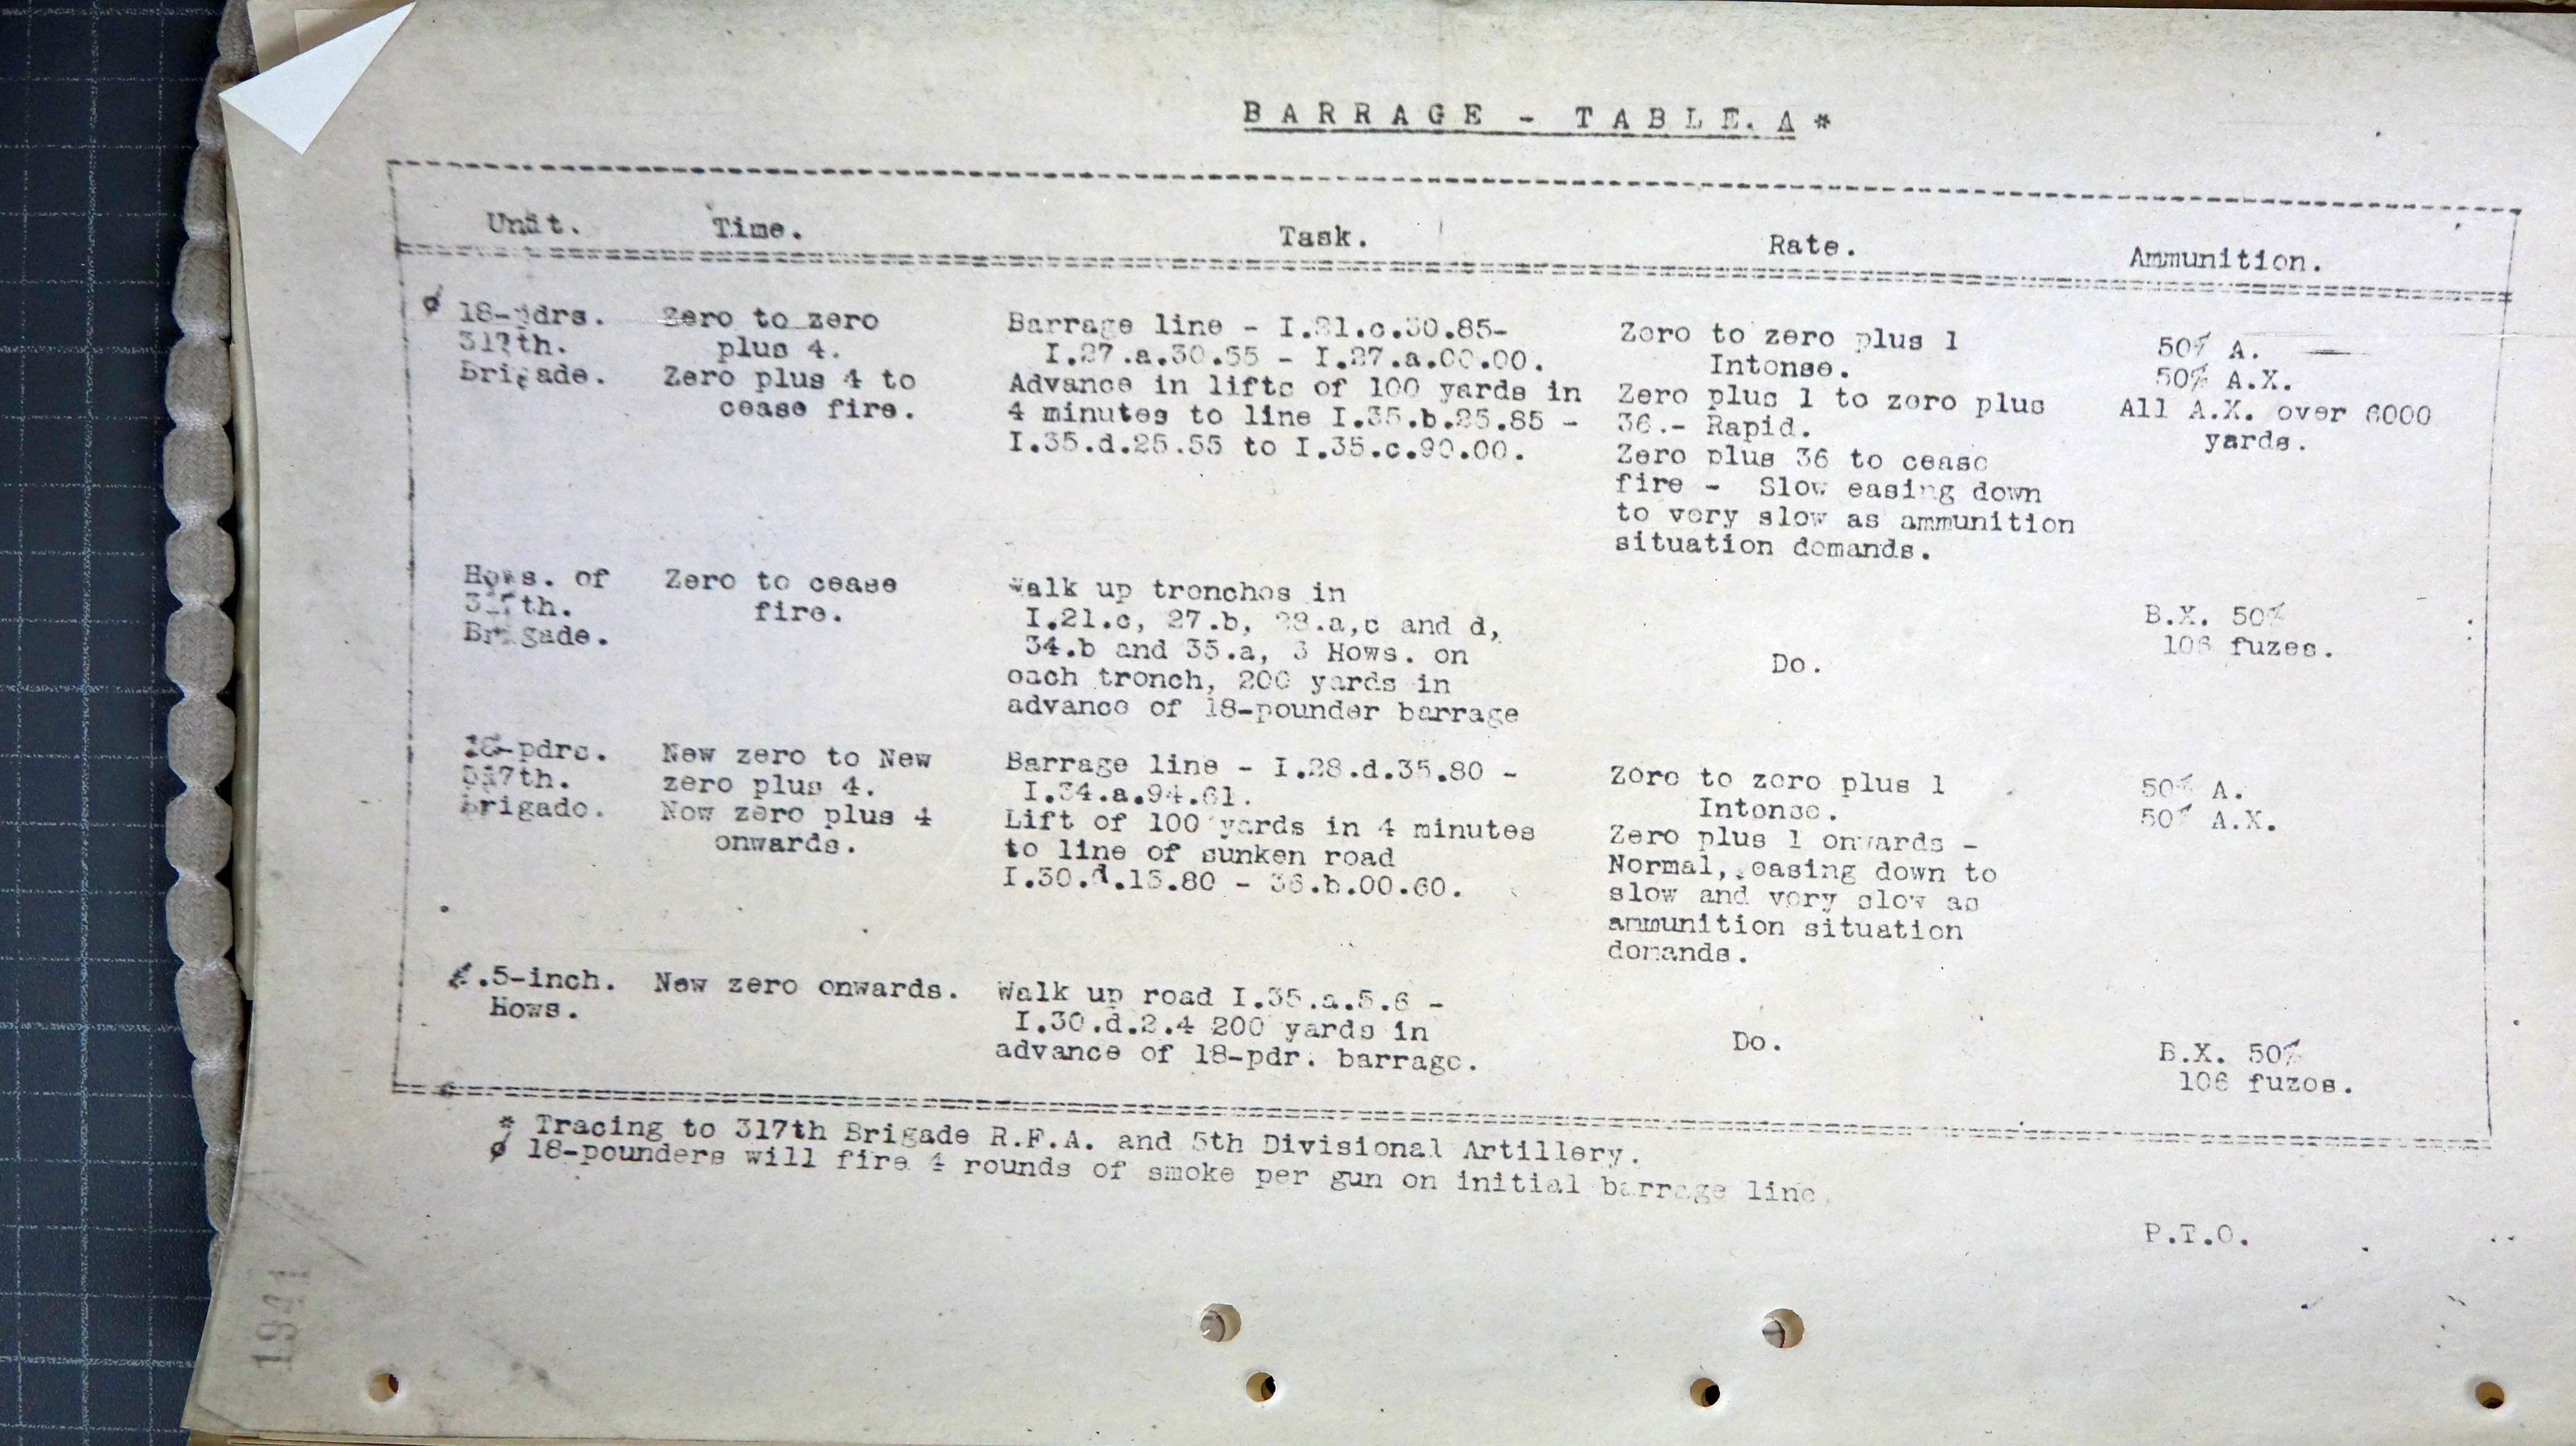 BARRAGE - TABLE. A *
Unit. Time. Task. Rate. Ammunition.
ø 18-pdrs.
317th.
Brigade.
Zero to zero
plus 4.
Zero plus 4 to
cease fire.
Barrage line - I.21.c.30.85-
I.27.a.30.55 - I.27.a.00.00.
Advance in lifts of 100 yards in
4 minutes to line I.35.b.25.85 -
I.35.d.25.55 to I.35.c.90.00.
Zero to zero plus 1
Intense.
Zero plus 1 to zero plus
36.- Rapid.
Zero plus 36 to cease
fire - Slow easing down
to very slow as ammunition
situation demands.
50% A.
50% A.X.
All A.X. over 6000
yards.
Hows. of
317th.
Brigade.
Zero to cease
fire.
Walk up trenches in
I.21.c, 27.b, 28.a,c and d,
34.b and 35.a, 3 Hows. on
each trench, 200 yards in
advance of 18-pounder barrage
Do.
B.X. 50%
106 fuzes.
18-pdrs.
317th.
Brigade.
New zero to New
zero plus 4.
New zero plus 4
onwards.
Barrage line - I.28.d.35.80 -
I.34.a.94.61.
Lift of 100 yards in 4 minutes
to line of sunken road
I.30.d.15.80 - 36.b.00.60.
Zero to zero plus 1
Intense.
Zero plus 1 onwards -
Normal, easing down to
slow and very slow as
ammunition situation
demands.
50% A.
50% A.X.
4.5-inch.
Hows.
New zero onwards.
Walk up road I.35.a.5.6 -
I.30.d.2.4 200 yards in
advance of 18-pdr. barrage.
Do.
B.X. 50%
106 fuzes.
* Tracing to 317th Brigade R.F.A. and 5th Divisional Artillery.
ø 18-pounders will fire 4 rounds of smoke per gun on initial barrage line.
P.T.O.
1941